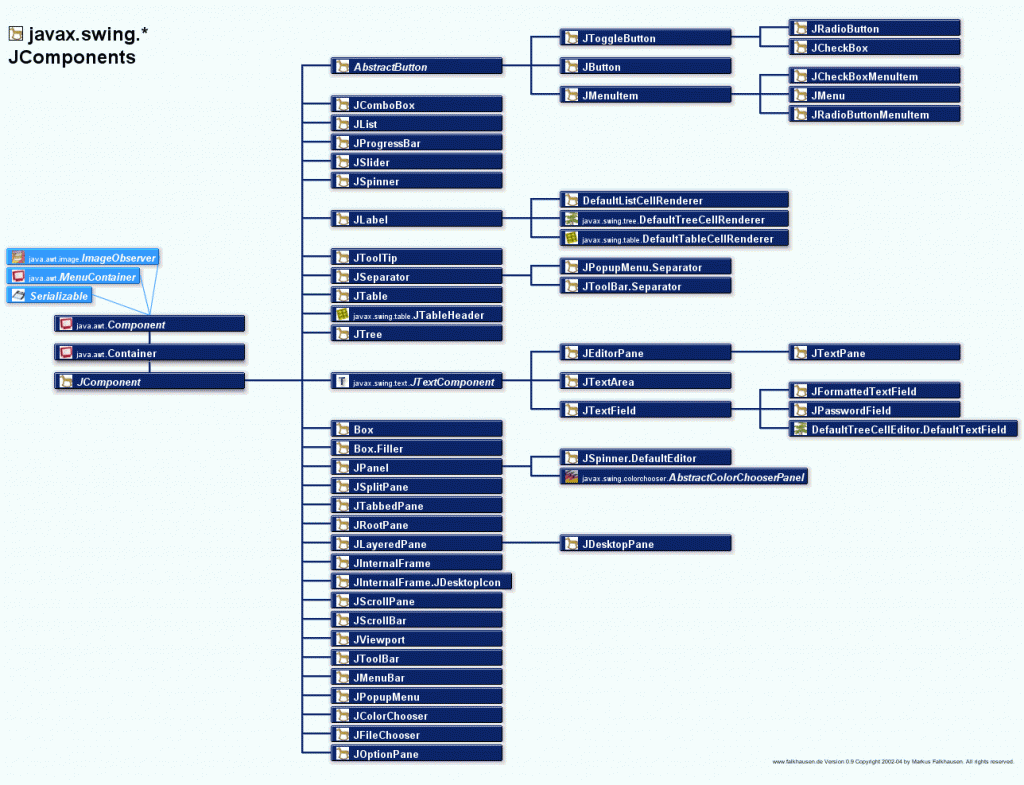 javax.swing.*
JComponents
java.awt.image.ImageObserver
java.awt.MenuContainer
Serializable
java.awt.Component
java.awt.Container
JComponent
AbstractButton
JToggleButton
JRadioButton
JCheckBox
JButton
JMenuItem
JCheckBoxMenuItem
JMenu
JRadioButtonMenuItem
JComboBox
JList
JProgressBar
JSlider
JSpinner
JLabel
DefaultListCellRenderer
javax.swing.tree.DefaultTreeCellRenderer
javax.swing.table.DefaultTableCellRenderer
JToolTip
JSeparator
JPopupMenu.Separator
JToolBar.Separator
JTable
javax.swing.table.JTableHeader
JTree
javax.swing.text.JTextComponent
JEditorPane
JTextPane
JTextArea
JTextField
JFormattedTextField
JPasswordField
DefaultTreeCellEditor.DefaultTextField
Box
Box.Filler
JPanel
JSpinner.DefaultEditor
javax.swing.colorchooser.AbstractColorChooserPanel
JSplitPane
JTabbedPane
JRootPane
JLayeredPane
JDesktopPane
JInternalFrame
JInternalFrame.JDesktopIcon
JScrollPane
JScrollBar
JViewport
JToolBar
JMenuBar
JPopupMenu
JColorChooser
JFileChooser
JOptionPane
www.falkhausen.de Version 0.9 Copyright 2002-04 by Markus Falkhausen. All rights reserved.